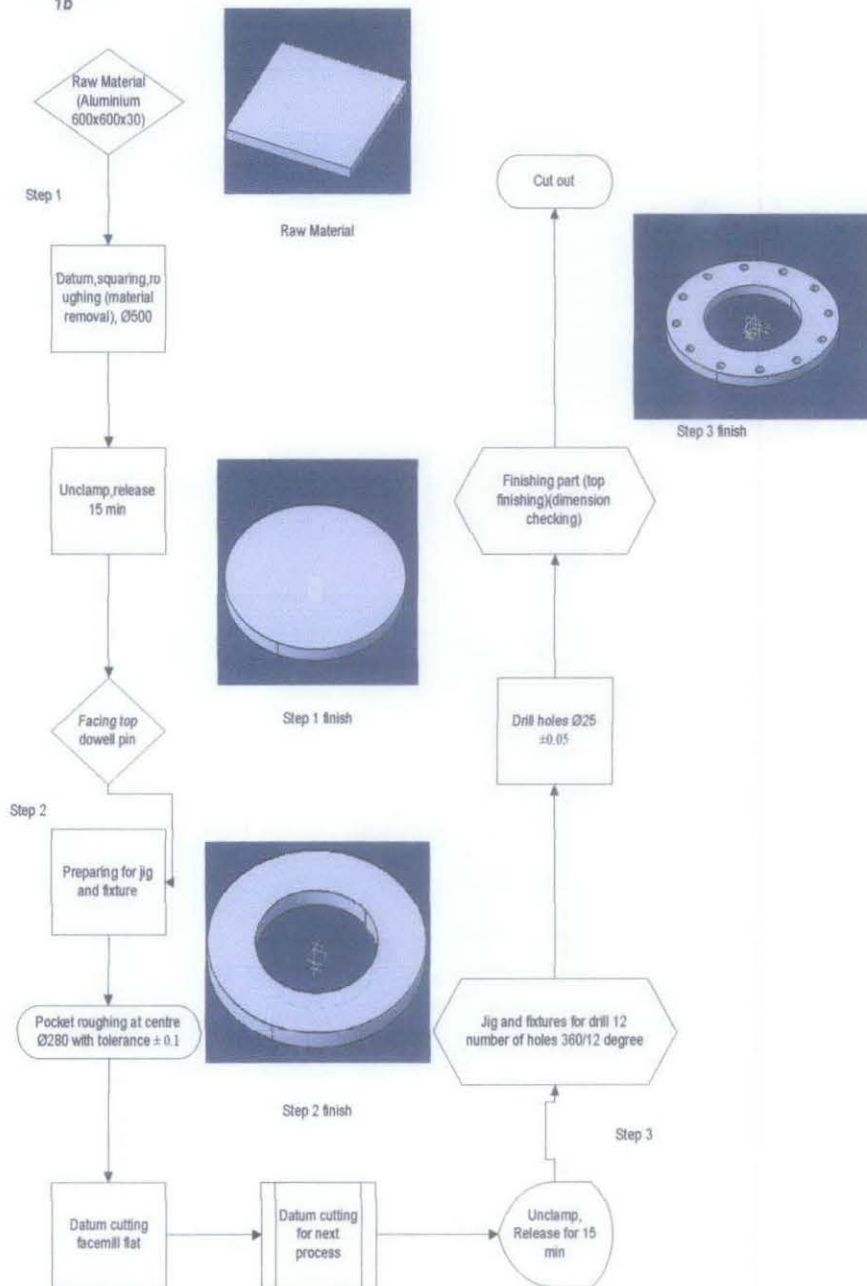 1b
Raw Material
(Aluminium
600x600x30)
Step 1
Raw Material
Datum,squaring,ro
ughing (material
removal), Ø500
Unclamp,release
15 min
Step 1 finish
Facing top
dowell pin
Step 2
Preparing for jig
and fixture
Pocket roughing at centre
Ø280 with tolerance ± 0.1
Step 2 finish
Datum cutting
facemill flat
Datum cutting
for next
process
Unclamp,
Release for 15
min
Step 3
Jig and fixtures for drill 12
number of holes 360/12 degree
Drill holes Ø25
±0.05
Finishing part (top
finishing)(dimension
checking)
Step 3 finish
Cut out